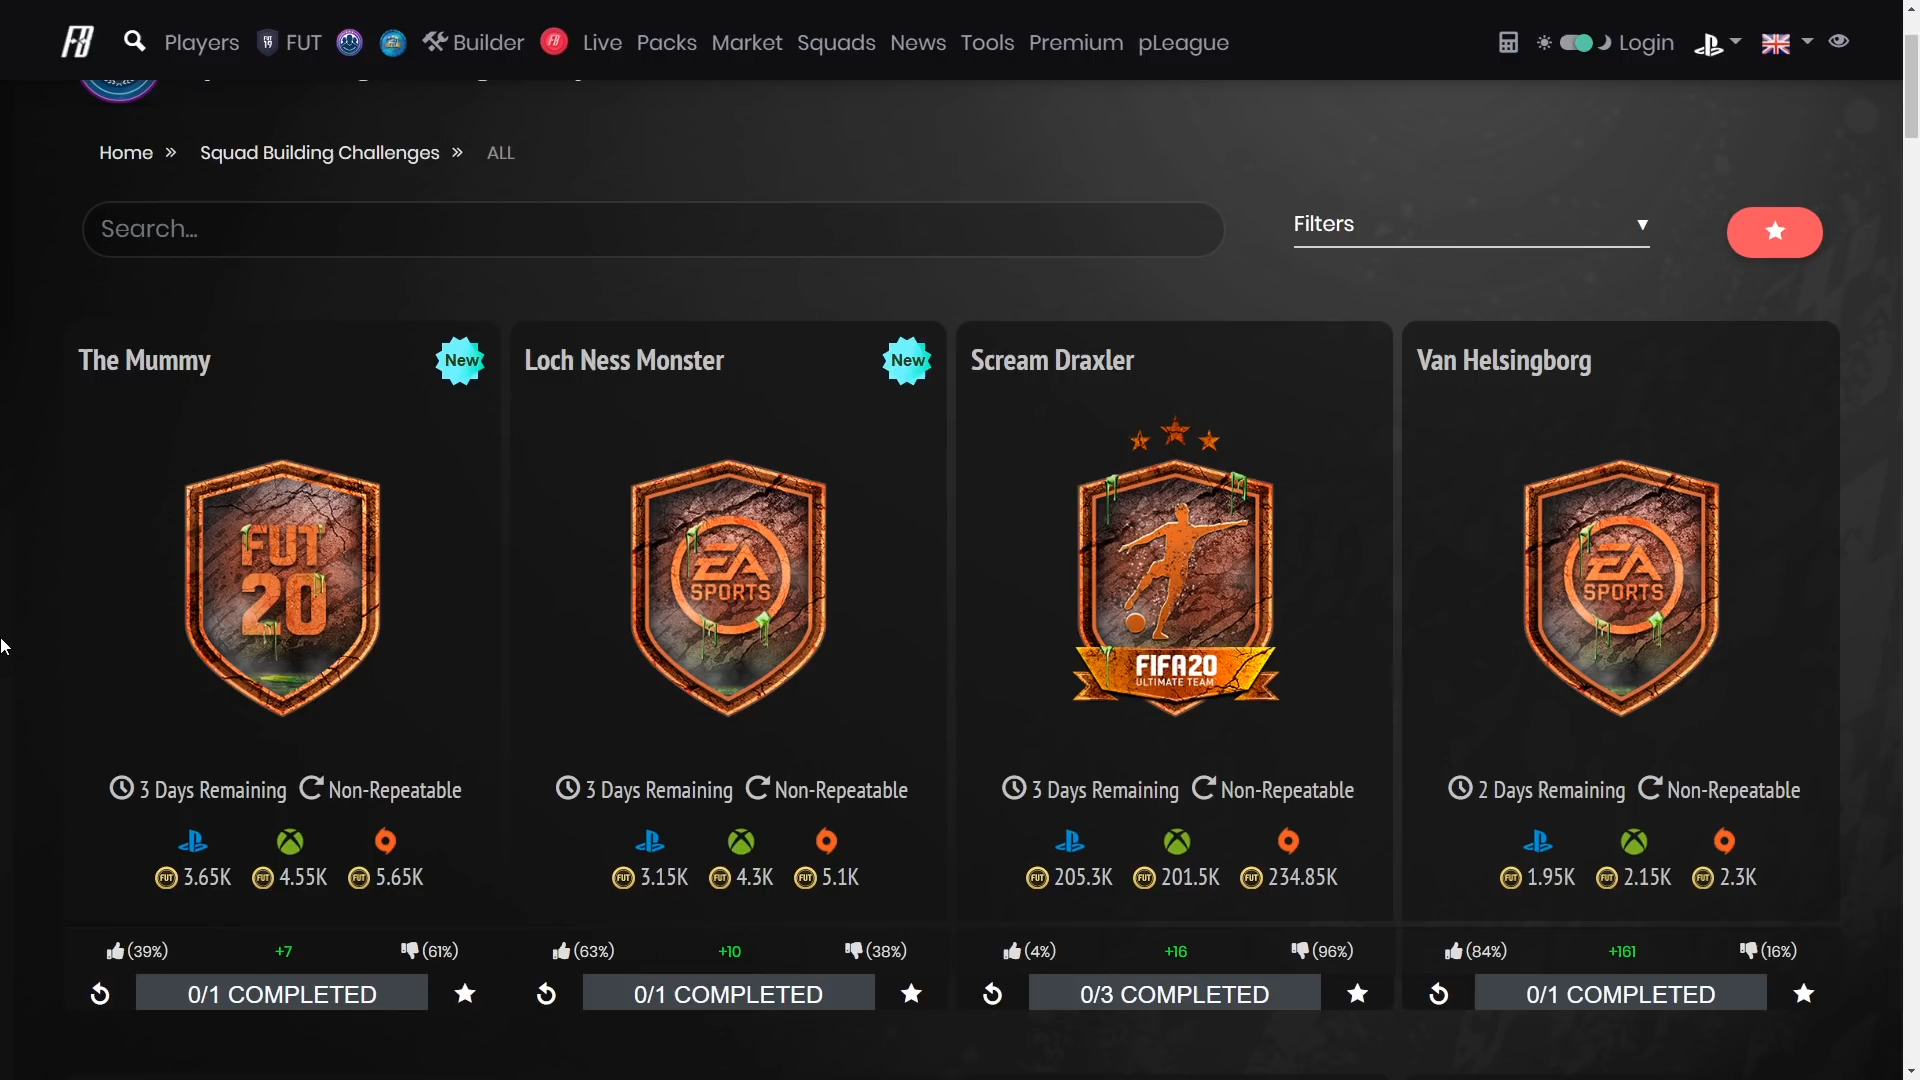 Players FUT Builder Live Packs Market Squads News Tools Premium pLeague Login
Home » Squad Building Challenges » ALL
Search...
Filters
The Mummy
New
Loch Ness Monster
New
Scream Draxler
Van Helsingborg
FUT
20
EA
SPORTS
FIFA20
ULTIMATE TEAM
EA
SPORTS
3 Days Remaining Non-Repeatable
3 Days Remaining Non-Repeatable
3 Days Remaining Non-Repeatable
2 Days Remaining Non-Repeatable
3.65K 4.55K 5.65K
3.15K 4.3K 5.1K
205.3K 201.5K 234.85K
1.95K 2.15K 2.3K
(39%) +7 (61%)
(63%) +10 (38%)
(4%) +16 (96%)
(84%) +161 (16%)
0/1 COMPLETED
0/1 COMPLETED
0/3 COMPLETED
0/1 COMPLETED